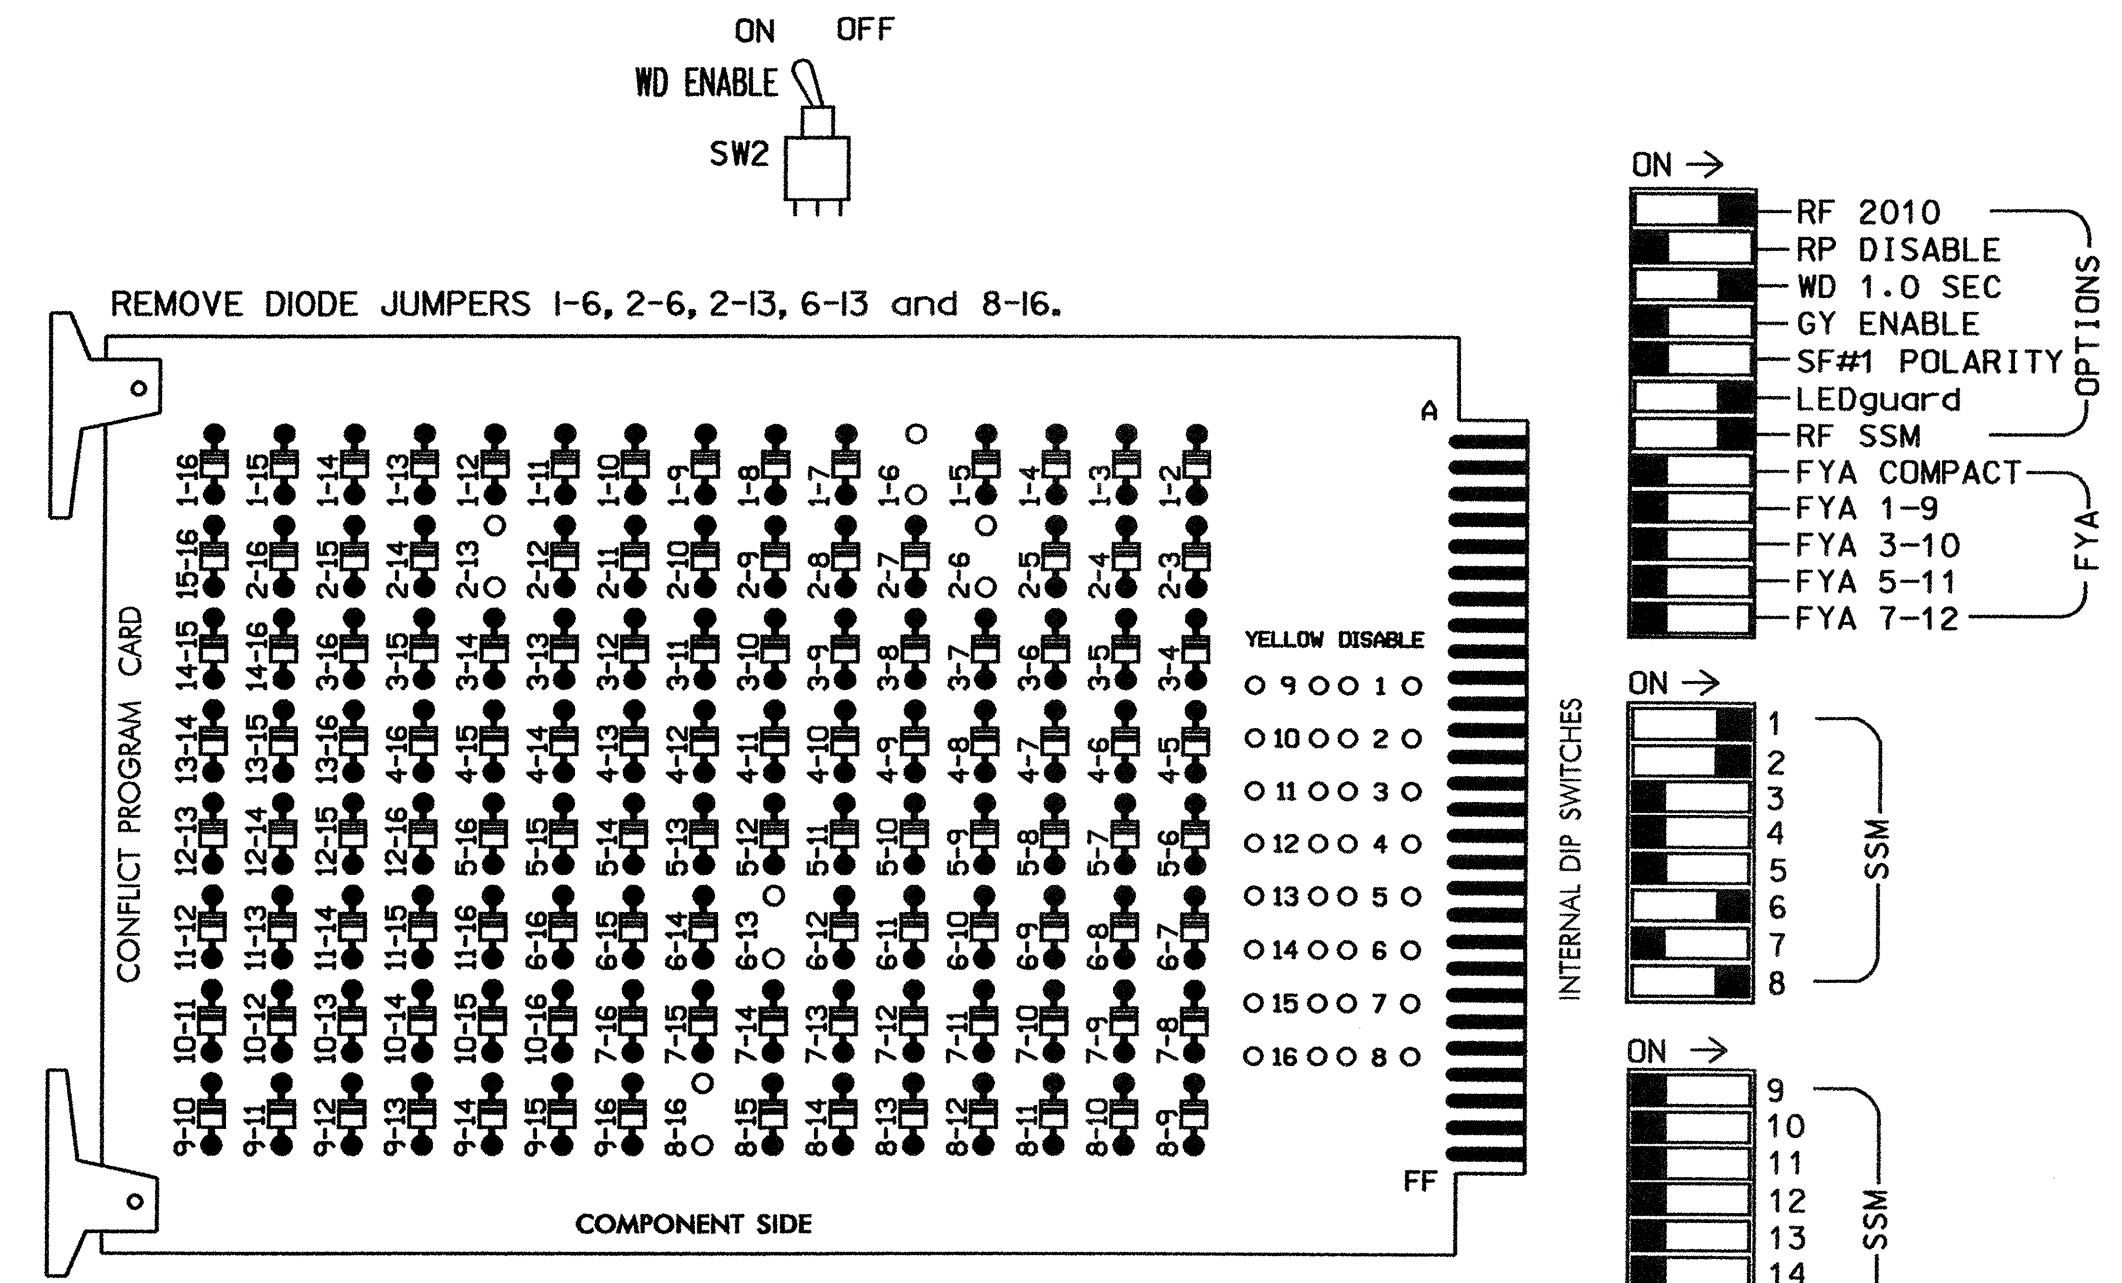 ON OFF
WD ENABLE
SW2
REMOVE DIODE JUMPERS 1-6, 2-6, 2-13, 6-13 and 8-16.
CONFLICT PROGRAM CARD
A
1-16 1-15 1-14 1-13 1-12 1-11 1-10 1-9 1-8 1-7 1-6 1-5 1-4 1-3 1-2
15-16 2-16 2-15 2-14 2-13 2-12 2-11 2-10 2-9 2-8 2-7 2-6 2-5 2-4 2-3
14-15 14-16 3-16 3-15 3-14 3-13 3-12 3-11 3-10 3-9 3-8 3-7 3-6 3-5 3-4
13-14 13-15 13-16 4-16 4-15 4-14 4-13 4-12 4-11 4-10 4-9 4-8 4-7 4-6 4-5
12-13 12-14 12-15 12-16 5-16 5-15 5-14 5-13 5-12 5-11 5-10 5-9 5-8 5-7 5-6
11-12 11-13 11-14 11-15 11-16 6-16 6-15 6-14 6-13 6-12 6-11 6-10 6-9 6-8 6-7
10-11 10-12 10-13 10-14 10-15 10-16 7-16 7-15 7-14 7-13 7-12 7-11 7-10 7-9 7-8
9-10 9-11 9-12 9-13 9-14 9-15 9-16 8-16 8-15 8-14 8-13 8-12 8-11 8-10 8-9
YELLOW DISABLE
9 1
10 2
11 3
12 4
13 5
14 6
15 7
16 8
FF
COMPONENT SIDE
INTERNAL DIP SWITCHES
ON →
RF 2010
RP DISABLE
WD 1.0 SEC
GY ENABLE
SF#1 POLARITY
LEDguard
RF SSM
OPTIONS
FYA COMPACT
FYA 1-9
FYA 3-10
FYA 5-11
FYA 7-12
FYA
ON →
1
2
3
4
5
6
7
8
SSM
ON →
9
10
11
12
13
14
SSM